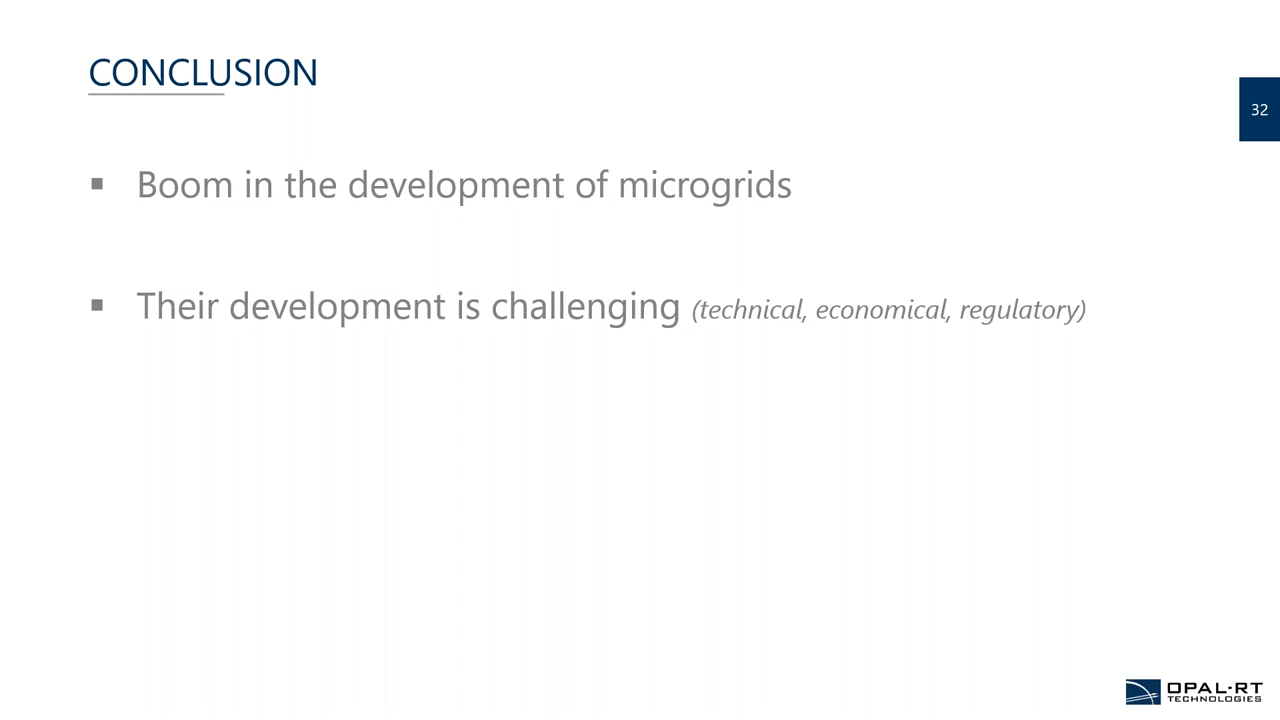 CONCLUSION
32
▪ Boom in the development of microgrids
▪ Their development is challenging (technical, economical, regulatory)
OPAL-RT
TECHNOLOGIES